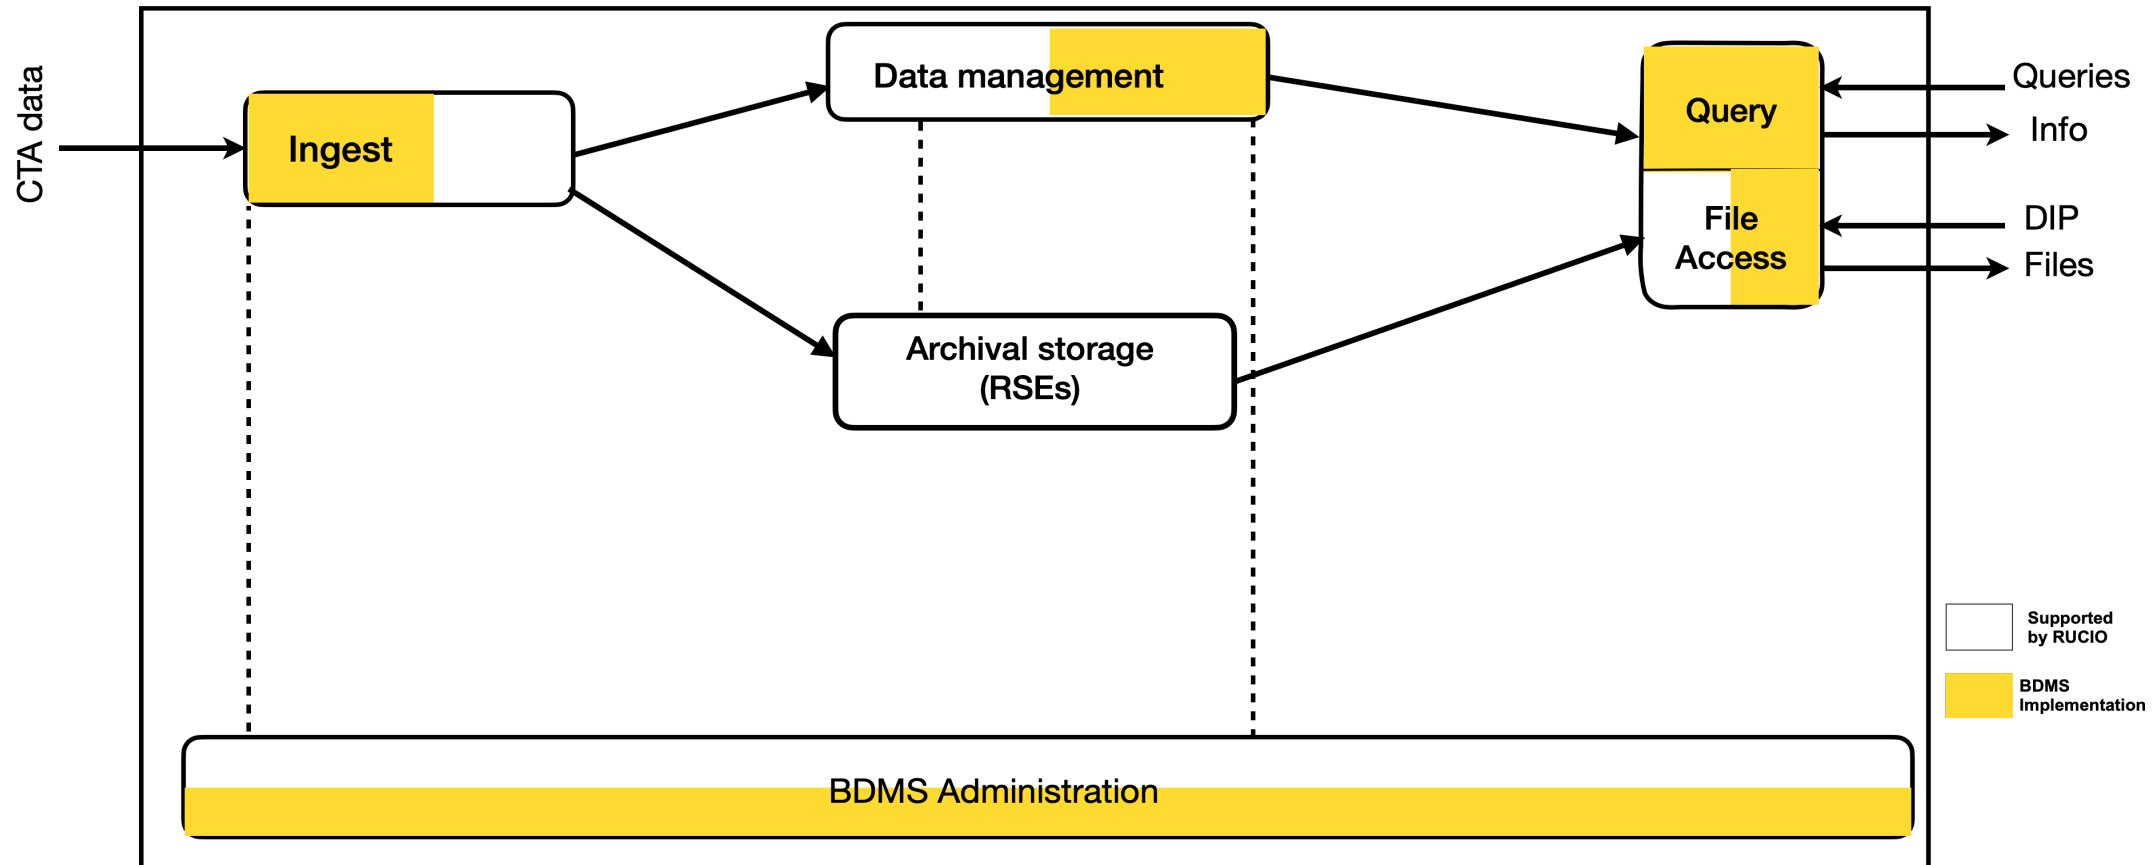 CTA data
Ingest
Data management
Archival storage
(RSEs)
Query
File
Access
Queries
Info
DIP
Files
Supported
by RUCIO
BDMS
Implementation
BDMS Administration